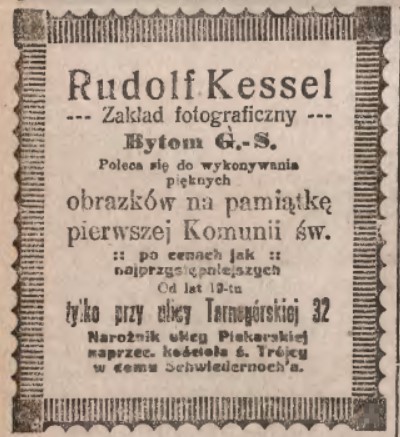 Rudolf Kessel
--- Zakład fotograficzny ---
Bytom G.-S.
Poleca się do wykonywania
pięknych
obrazków na pamiątkę
pierwszej Komunii św.
:: po cenach jak ::
najprzystępniejszych
Od lat 19-tu
tylko przy ulicy Tarnogórskiej 32
Narożnik ulicy Piekarskiej
naprzec. kościoła ś. Trójcy
w domu Schwiedernoch'a.